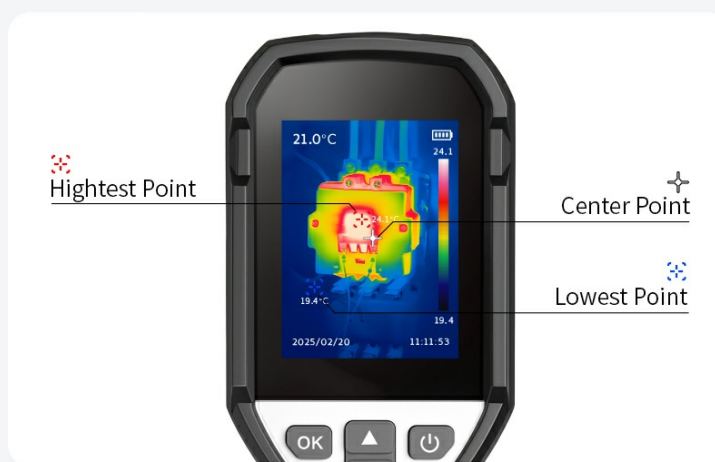 21.0°C
24.1
Hightest Point
24.1°C
Center Point
19.4°C
Lowest Point
19.4
2025/02/20
11:11:53
OK